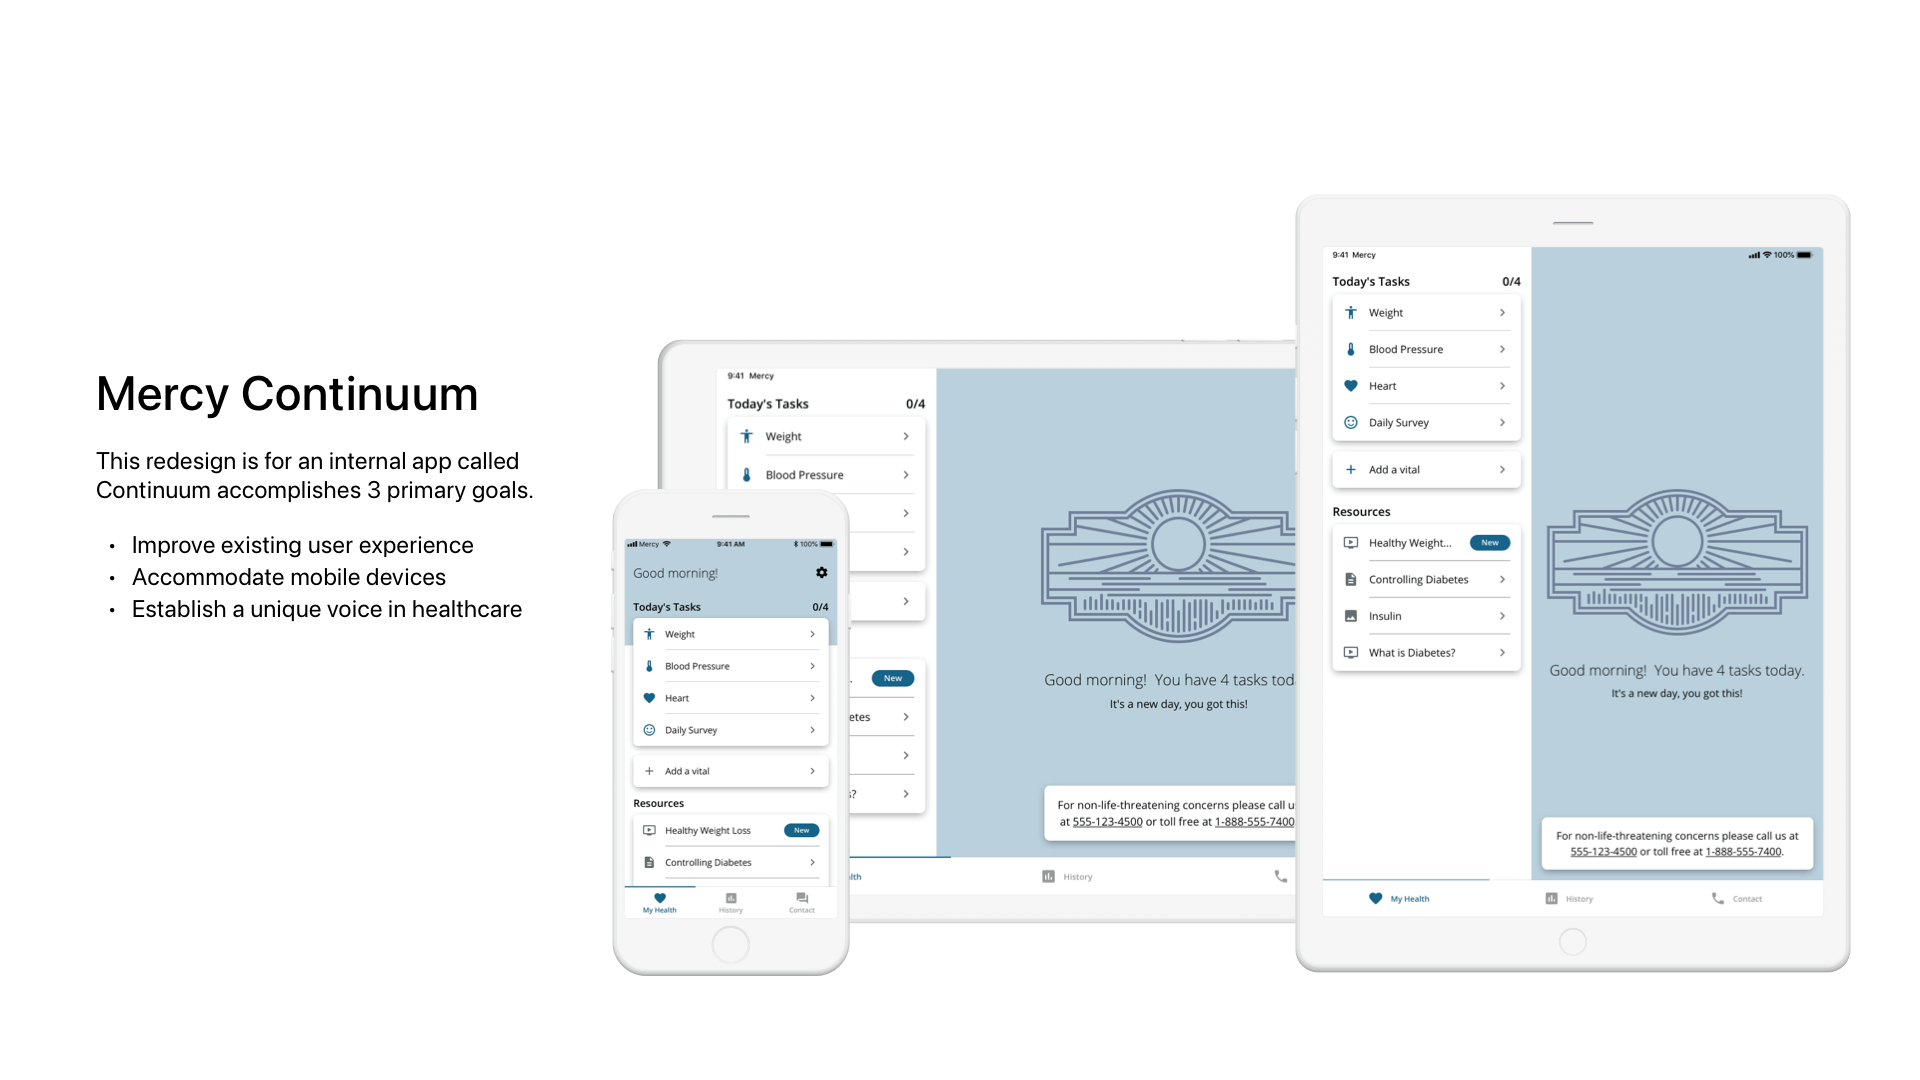 Mercy Continuum
This redesign is for an internal app called
Continuum accomplishes 3 primary goals.
• Improve existing user experience
• Accommodate mobile devices
• Establish a unique voice in healthcare
Mercy
9:41 AM
100%
Good morning!
Today's Tasks 0/4
Weight
Blood Pressure
Heart
Daily Survey
+ Add a vital
Resources
Healthy Weight Loss New
Controlling Diabetes
My Health
History
Contact
9:41 Mercy
Today's Tasks 0/4
Weight
Blood Pressure
. New
etes
s?
Good morning! You have 4 tasks tod
It's a new day, you got this!
For non-life-threatening concerns please call u
at 555-123-4500 or toll free at 1-888-555-7400
lth
History
9:41 Mercy
100%
Today's Tasks 0/4
Weight
Blood Pressure
Heart
Daily Survey
+ Add a vital
Resources
Healthy Weight... New
Controlling Diabetes
Insulin
What is Diabetes?
Good morning! You have 4 tasks today.
It's a new day, you got this!
For non-life-threatening concerns please call us at
555-123-4500 or toll free at 1-888-555-7400.
My Health
History
Contact